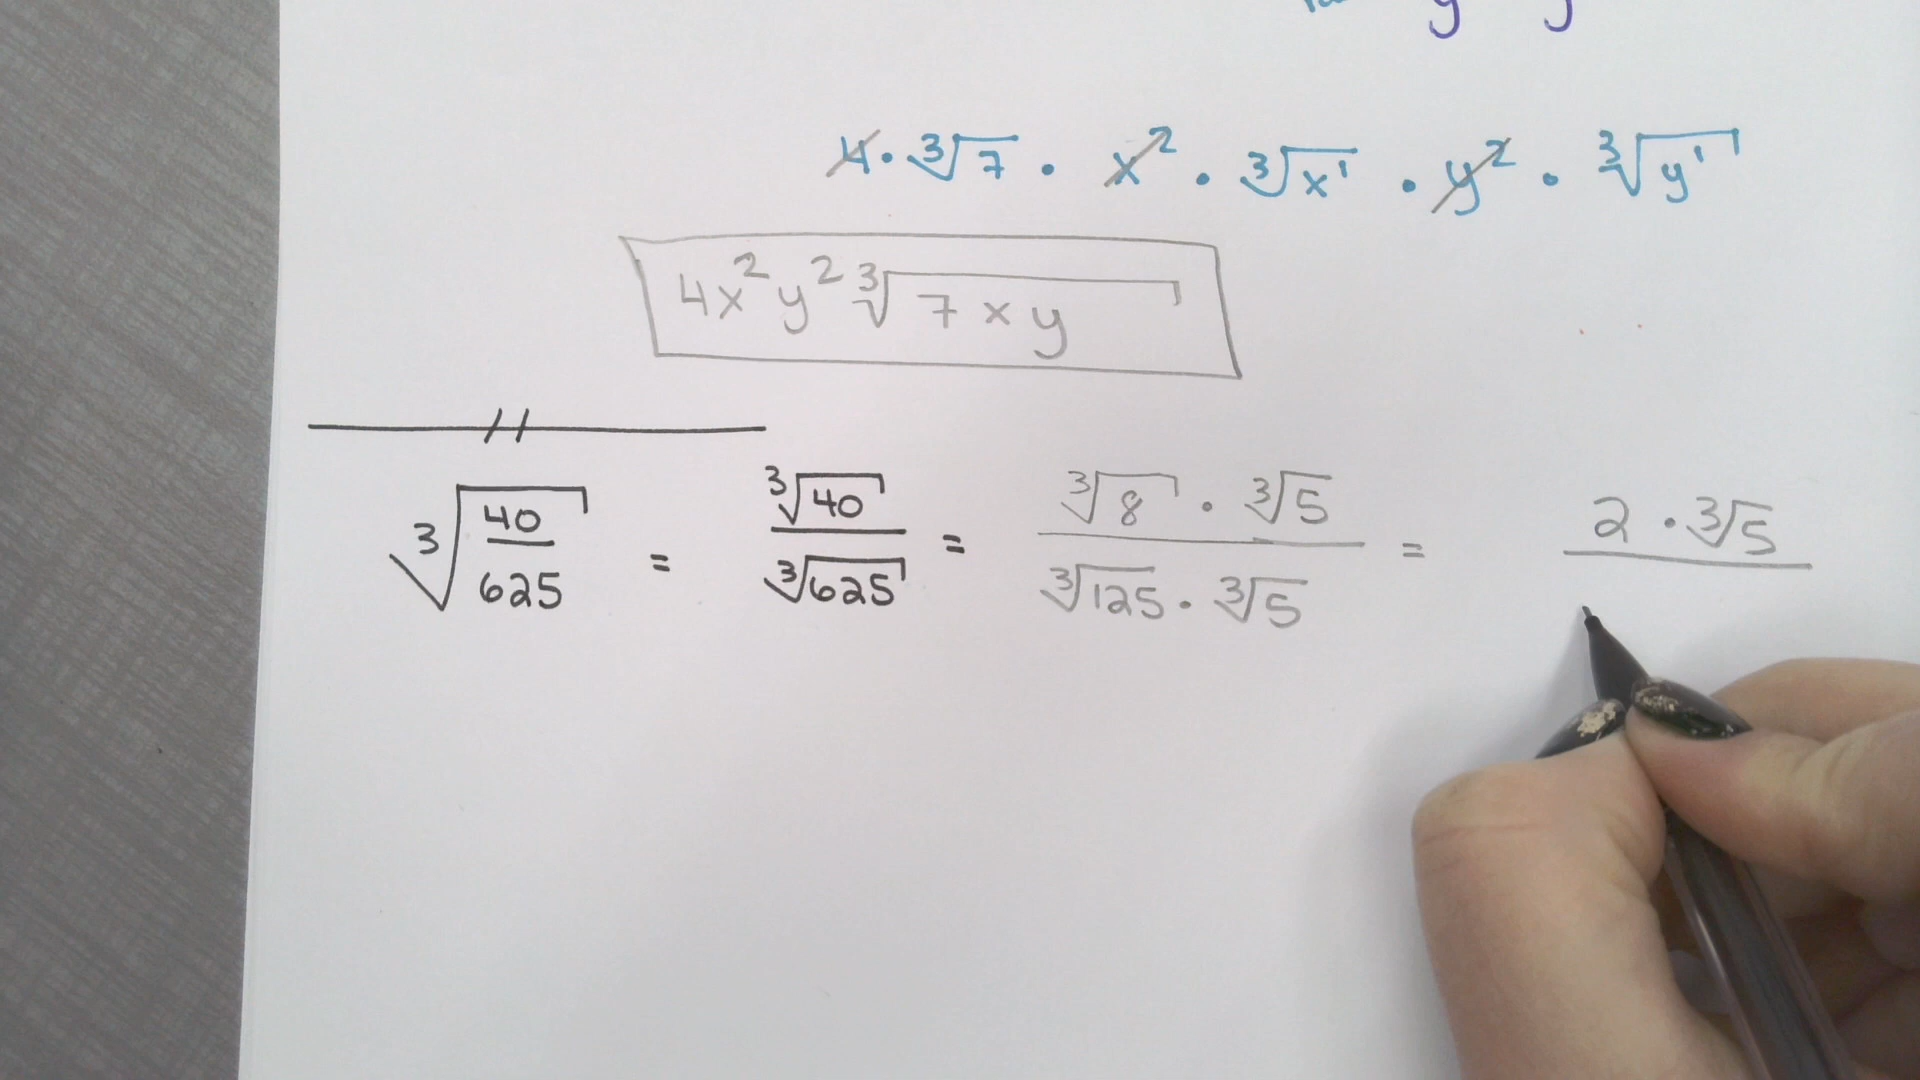 y y
4 · ∛7 · x² · ∛x¹ · y² · ∛y¹
4x²y² ∛7xy
∛(40/625) = ∛40/∛625 = (∛8 · ∛5)/(∛125 · ∛5) = 2 · ∛5